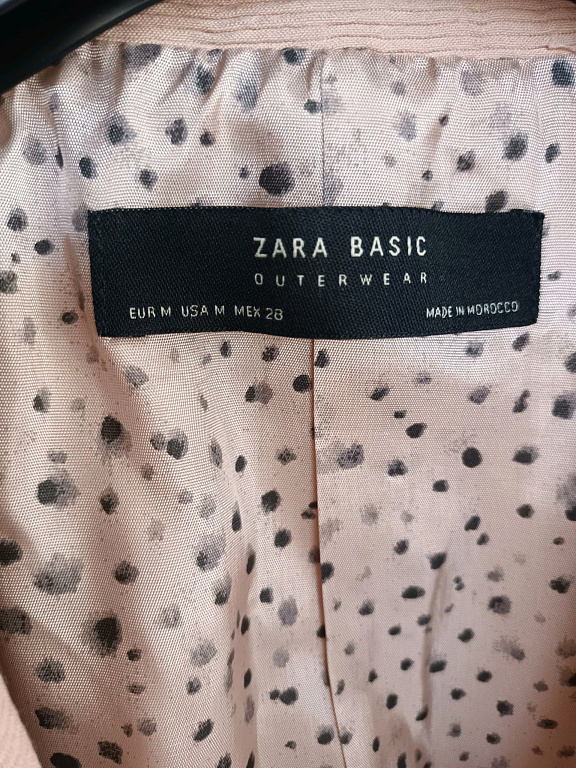 ZARA BASIC
OUTERWEAR
EUR M USA M MEX 28 MADE IN MOROCCO